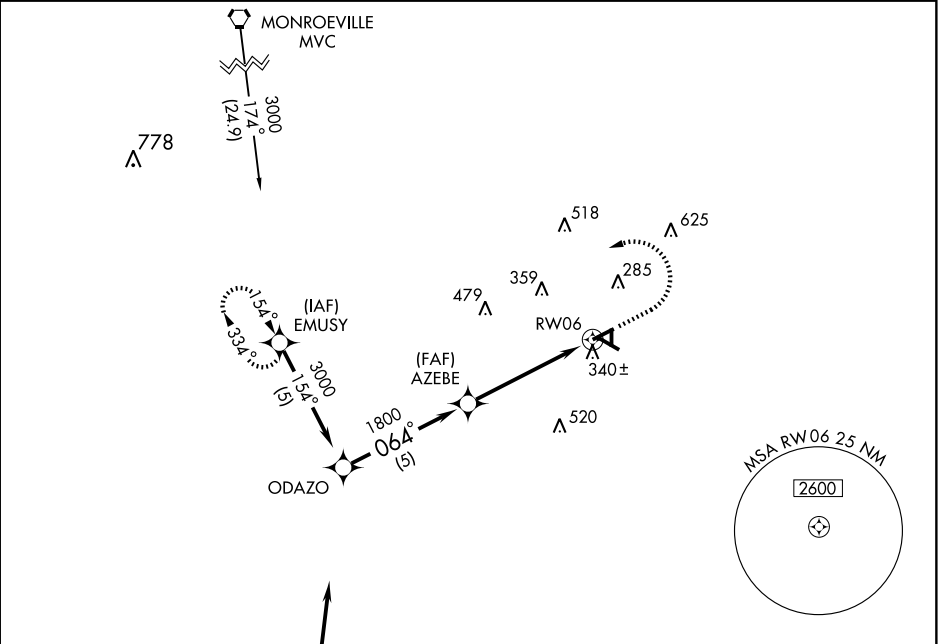 MONROEVILLE
MVC
3000
174°
(24.9)
778
518
625
285
359
479
RW06
340±
(IAF)
EMUSY
154°
334°
3000
154°
(5)
(FAF)
AZEBE
1800
064°
(5)
520
ODAZO
MSA RW06 25 NM
2600